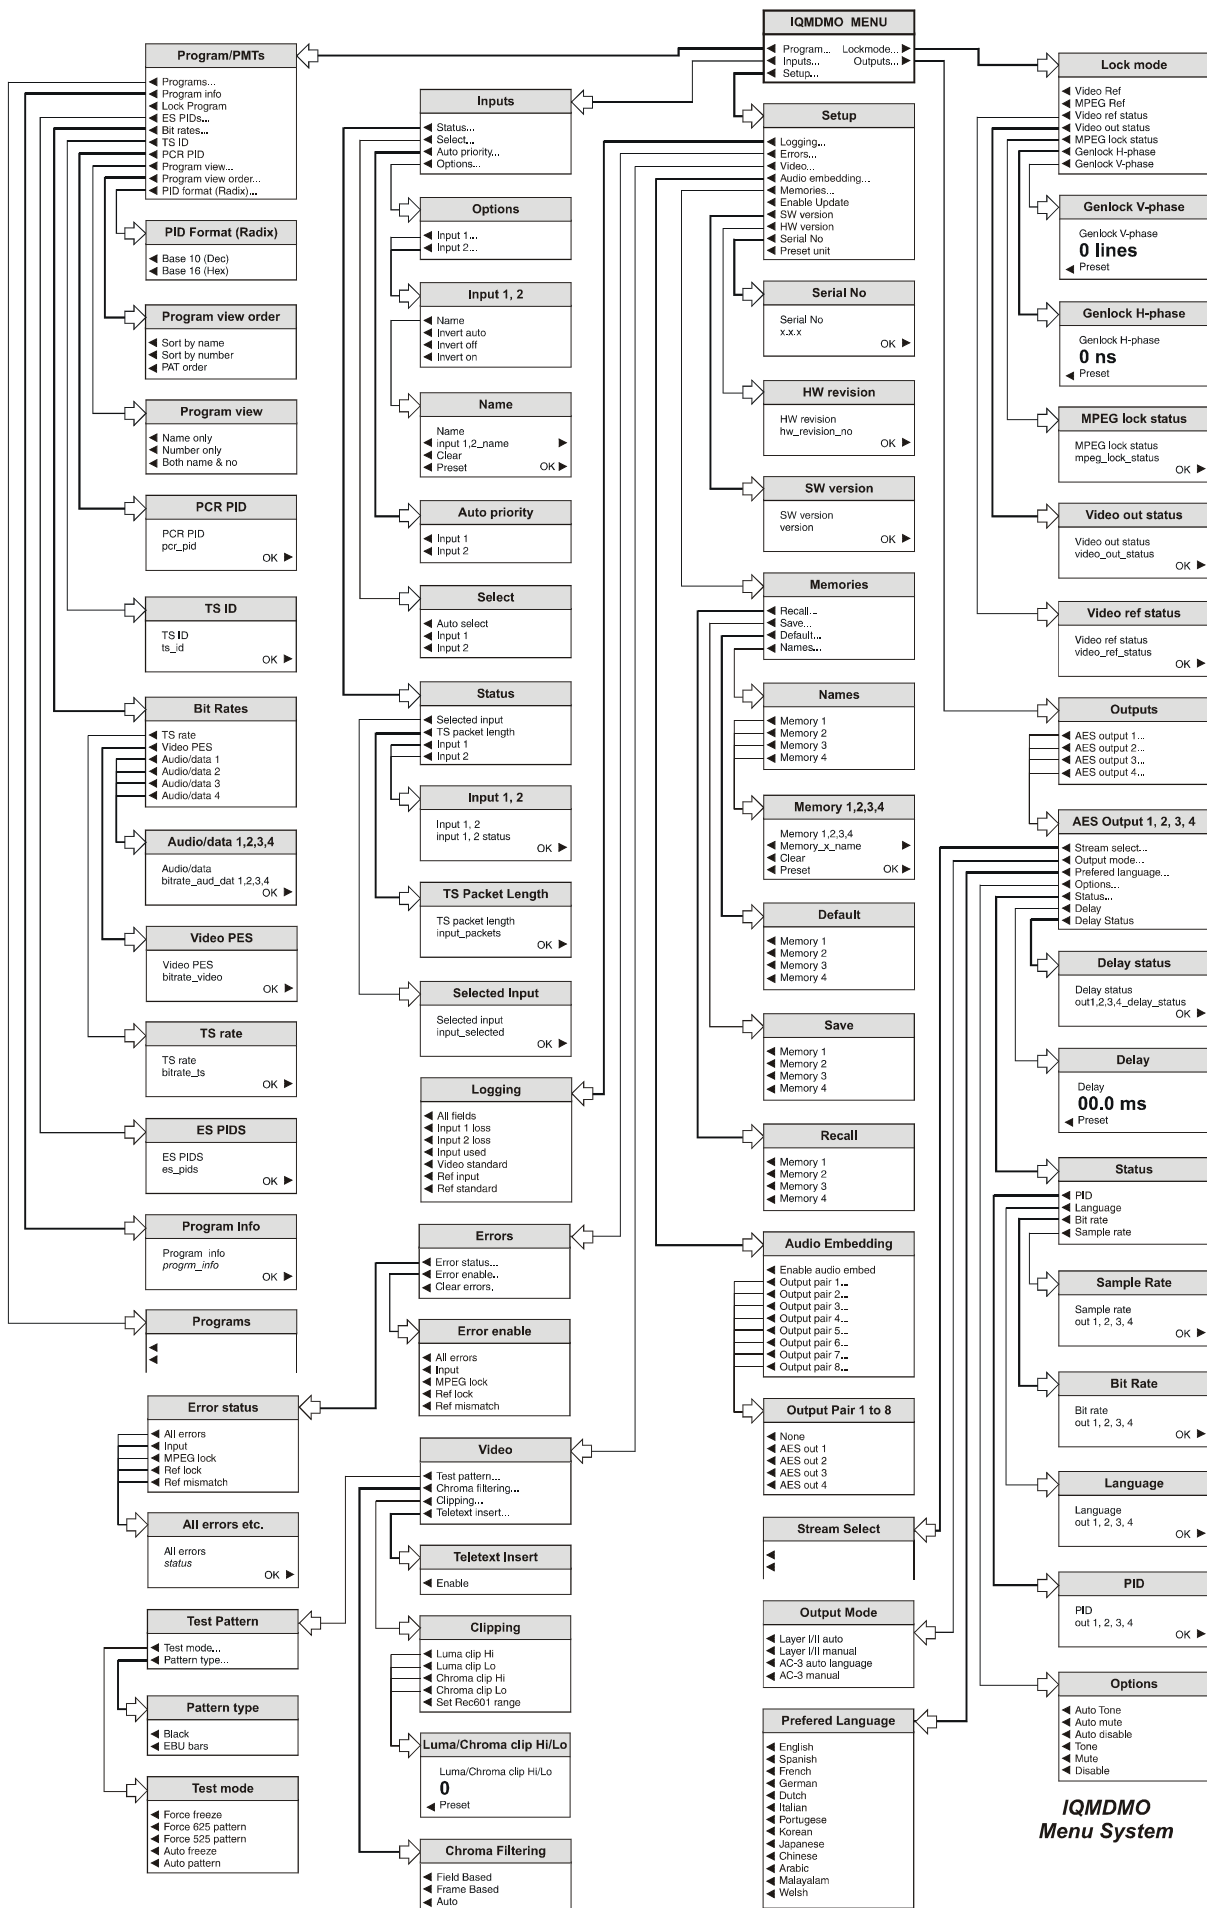 IQMDMO MENU
Program... Lockmode...
Inputs... Outputs...
Setup...
Program/PMTs
Programs...
Program info
Lock Program
ES PIDs...
Bit rates...
TS ID
PCR PID
Program view...
Program view order...
PID format (Radix)...
PID Format (Radix)
Base 10 (Dec)
Base 16 (Hex)
Program view order
Sort by name
Sort by number
PAT order
Program view
Name only
Number only
Both name & no
PCR PID
PCR PID
pcr_pid
OK
TS ID
TS ID
ts_id
OK
Bit Rates
TS rate
Video PES
Audio/data 1
Audio/data 2
Audio/data 3
Audio/data 4
Audio/data 1,2,3,4
Audio/data
bitrate_aud_dat 1,2,3,4
OK
Video PES
Video PES
bitrate_video
OK
TS rate
TS rate
bitrate_ts
OK
ES PIDS
ES PIDS
es_pids
OK
Program Info
Program info
progrm_info
OK
Programs
Error status
All errors
Input
MPEG lock
Ref lock
Ref mismatch
All errors etc.
All errors
status
OK
Test Pattern
Test mode...
Pattern type...
Pattern type
Black
EBU bars
Test mode
Force freeze
Force 625 pattern
Force 525 pattern
Auto freeze
Auto pattern
Inputs
Status...
Select...
Auto priority...
Options...
Options
Input 1...
Input 2...
Input 1, 2
Name
Invert auto
Invert off
Invert on
Name
Name
input 1,2_name
Clear
Preset OK
Auto priority
Input 1
Input 2
Select
Auto select
Input 1
Input 2
Status
Selected input
TS packet length
Input 1
Input 2
Input 1, 2
Input 1, 2
input 1, 2 status
OK
TS Packet Length
TS packet length
input_packets
OK
Selected Input
Selected input
input_selected
OK
Logging
All fields
Input 1 loss
Input 2 loss
Input used
Video standard
Ref input
Ref standard
Errors
Error status...
Error enable..
Clear errors.
Error enable
All errors
Input
MPEG lock
Ref lock
Ref mismatch
Video
Test pattern...
Chroma filtering...
Clipping...
Teletext insert...
Teletext Insert
Enable
Clipping
Luma clip Hi
Luma clip Lo
Chroma clip Hi
Chroma clip Lo
Set Rec601 range
Luma/Chroma clip Hi/Lo
Luma/Chroma clip Hi/Lo
0
Preset
Chroma Filtering
Field Based
Frame Based
Auto
Setup
Logging...
Errors...
Video...
Audio embedding...
Memories...
Enable Update
SW version
HW version
Serial No
Preset unit
Serial No
Serial No
x.x.x
OK
HW revision
HW revision
hw_revision_no
OK
SW version
SW version
version
OK
Memories
Recall...
Save...
Default...
Names...
Names
Memory 1
Memory 2
Memory 3
Memory 4
Memory 1,2,3,4
Memory 1,2,3,4
Memory_x_name
Clear
Preset OK
Default
Memory 1
Memory 2
Memory 3
Memory 4
Save
Memory 1
Memory 2
Memory 3
Memory 4
Recall
Memory 1
Memory 2
Memory 3
Memory 4
Audio Embedding
Enable audio embed
Output pair 1...
Output pair 2...
Output pair 3...
Output pair 4...
Output pair 5...
Output pair 6...
Output pair 7...
Output pair 8...
Output Pair 1 to 8
None
AES out 1
AES out 2
AES out 3
AES out 4
Stream Select
Output Mode
Layer I/II auto
Layer I/II manual
AC-3 auto language
AC-3 manual
Prefered Language
English
Spanish
French
German
Dutch
Italian
Portugese
Korean
Japanese
Chinese
Arabic
Malayalam
Welsh
Lock mode
Video Ref
MPEG Ref
Video ref status
Video out status
MPEG lock status
Genlock H-phase
Genlock V-phase
Genlock V-phase
Genlock V-phase
0 lines
Preset
Genlock H-phase
Genlock H-phase
0 ns
Preset
MPEG lock status
MPEG lock status
mpeg_lock_status
OK
Video out status
Video out status
video_out_status
OK
Video ref status
Video ref status
video_ref_status
OK
Outputs
AES output 1...
AES output 2...
AES output 3...
AES output 4...
AES Output 1, 2, 3, 4
Stream select...
Output mode...
Prefered language...
Options...
Status...
Delay
Delay Status
Delay status
Delay status
out1,2,3,4_delay_status
OK
Delay
Delay
00.0 ms
Preset
Status
PID
Language
Bit rate
Sample rate
Sample Rate
Sample rate
out 1, 2, 3, 4
OK
Bit Rate
Bit rate
out 1, 2, 3, 4
OK
Language
Language
out 1, 2, 3, 4
OK
PID
PID
out 1, 2, 3, 4
OK
Options
Auto Tone
Auto mute
Auto disable
Tone
Mute
Disable
IQMDMO
Menu System